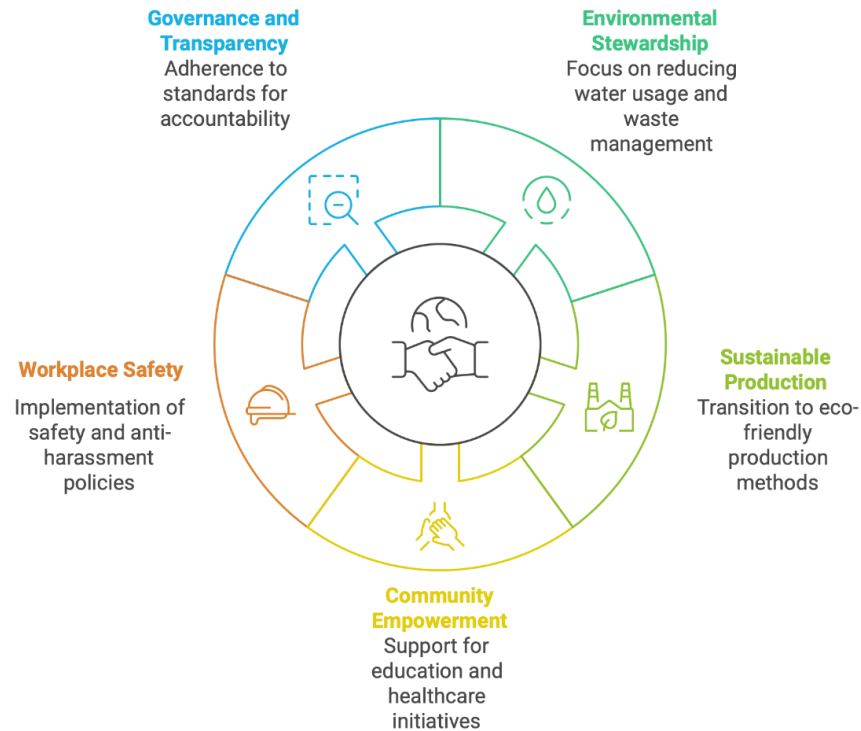 Governance and
Transparency
Adherence to
standards for
accountability
Environmental
Stewardship
Focus on reducing
water usage and
waste
management
Workplace Safety
Implementation of
safety and anti-
harassment
policies
Sustainable
Production
Transition to eco-
friendly
production
methods
Community
Empowerment
Support for
education and
healthcare
initiatives